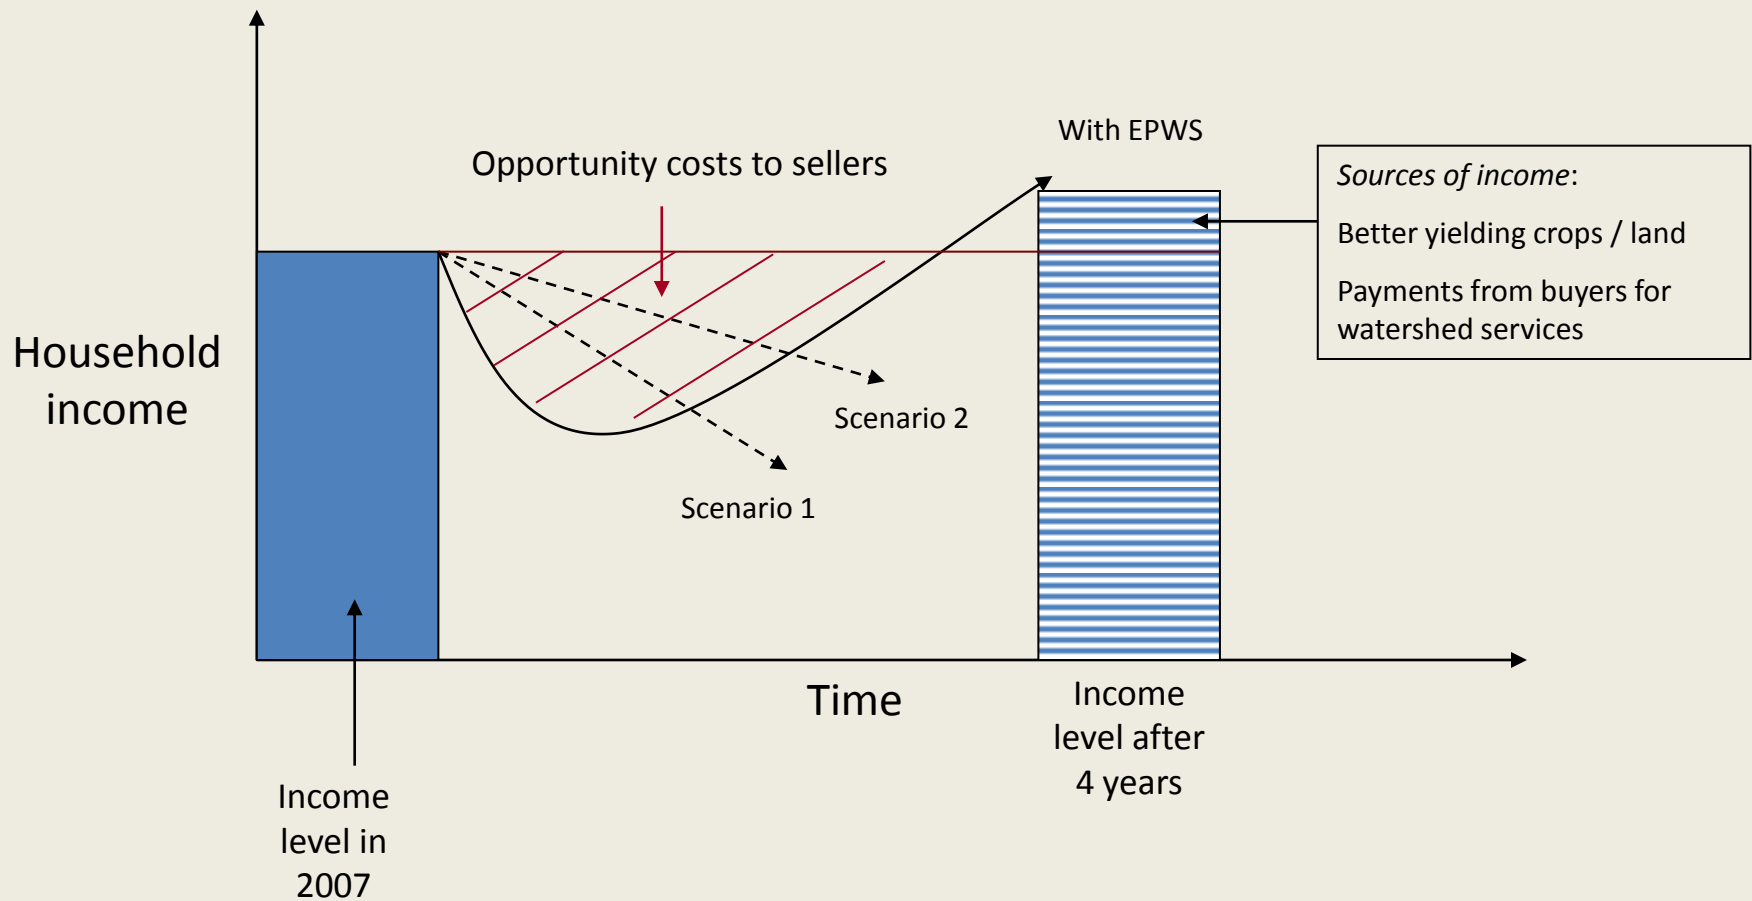 With EPWS
Opportunity costs to sellers
Sources of income:
Better yielding crops / land
Payments from buyers for
watershed services
Household
income
Scenario 2
Scenario 1
Time
Income
level after
4 years
Income
level in
2007